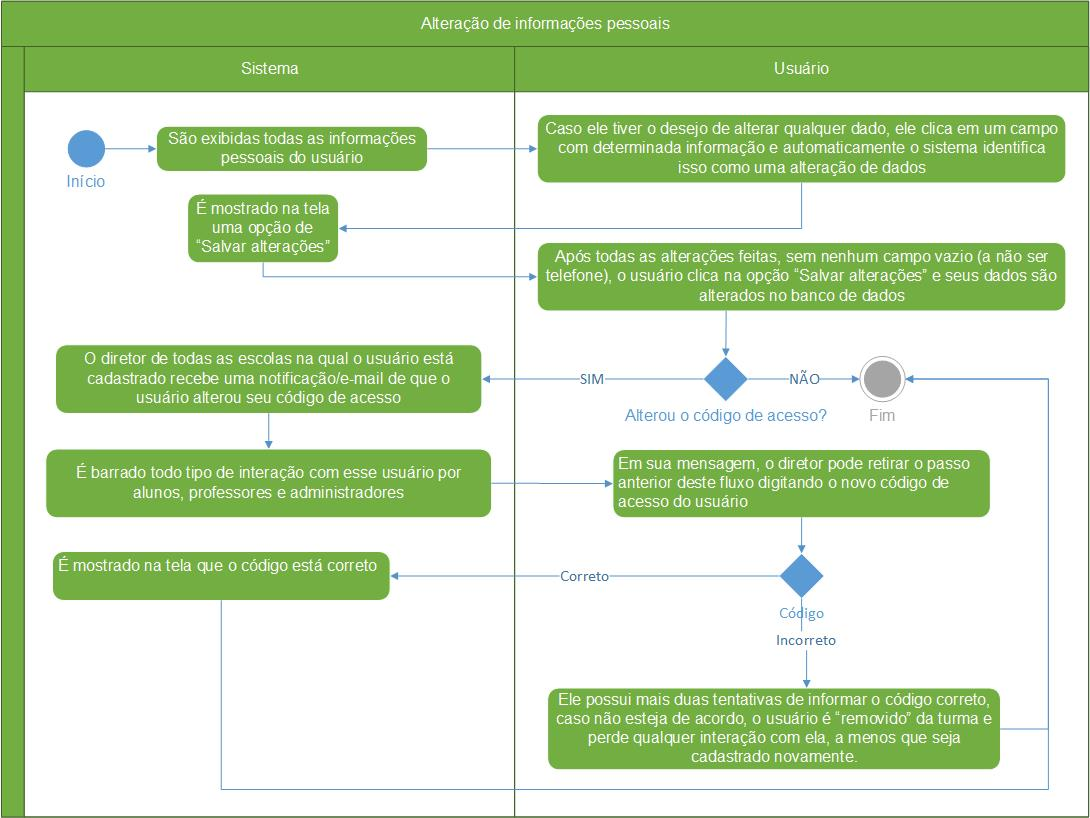 Alteração de informações pessoais
Sistema
Usuário
Início
São exibidas todas as informações
pessoais do usuário
Caso ele tiver o desejo de alterar qualquer dado, ele clica em um campo
com determinada informação e automaticamente o sistema identifica
isso como uma alteração de dados
É mostrado na tela
uma opção de
“Salvar alterações”
Após todas as alterações feitas, sem nenhum campo vazio (a não ser
telefone), o usuário clica na opção “Salvar alterações” e seus dados são
alterados no banco de dados
Alterou o código de acesso?
NÃO
Fim
SIM
O diretor de todas as escolas na qual o usuário está
cadastrado recebe uma notificação/e-mail de que o
usuário alterou seu código de acesso
É barrado todo tipo de interação com esse usuário por
alunos, professores e administradores
Em sua mensagem, o diretor pode retirar o passo
anterior deste fluxo digitando o novo código de
acesso do usuário
Código
Correto
É mostrado na tela que o código está correto
Incorreto
Ele possui mais duas tentativas de informar o código correto,
caso não esteja de acordo, o usuário é “removido” da turma e
perde qualquer interação com ela, a menos que seja
cadastrado novamente.